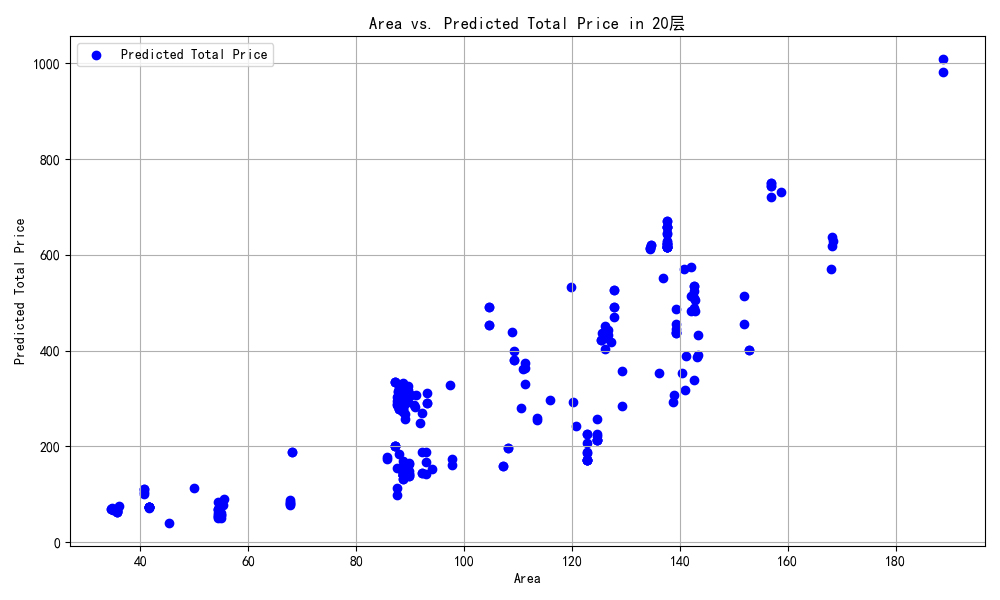 Area vs. Predicted Total Price in 20层
Predicted Total Price
1000
800
600
400
200
0
Predicted Total Price
40 60 80 100 120 140 160 180
Area